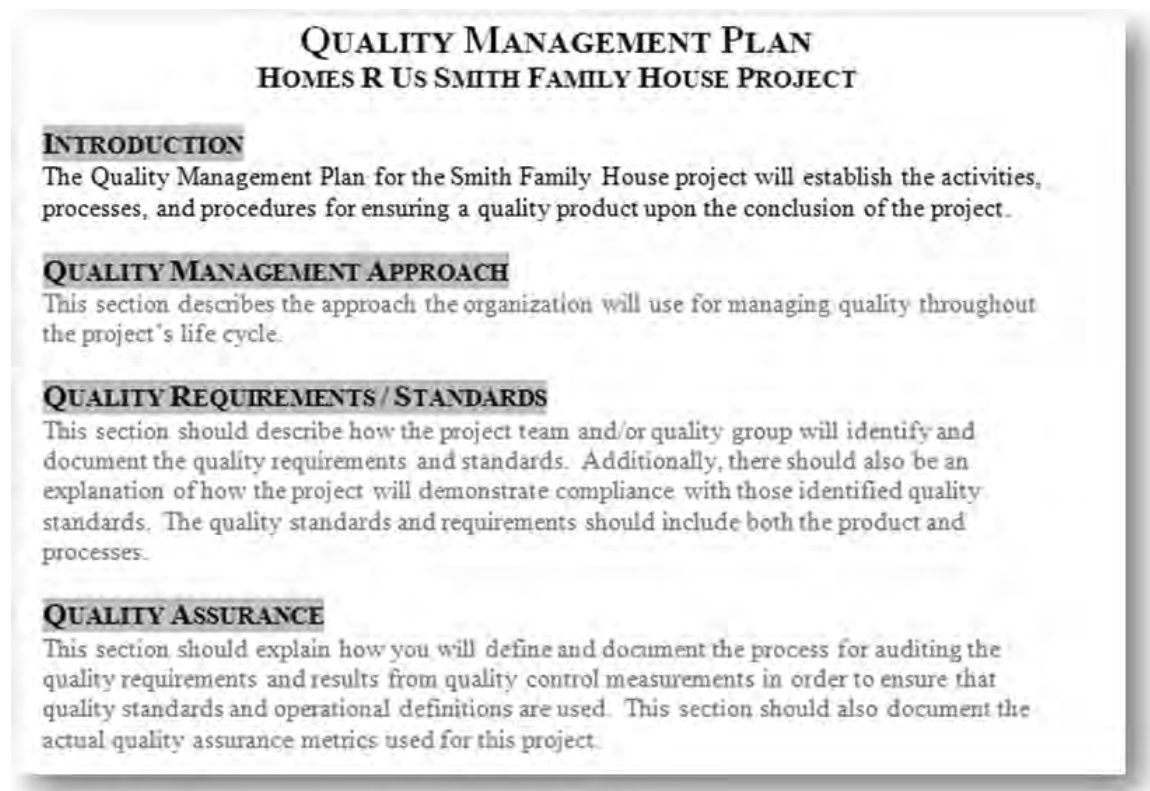 QUALITY MANAGEMENT PLAN
HOMES R US SMITH FAMILY HOUSE PROJECT
INTRODUCTION
The Quality Management Plan for the Smith Family House project will establish the activities,
processes, and procedures for ensuring a quality product upon the conclusion of the project.
QUALITY MANAGEMENT APPROACH
This section describes the approach the organization will use for managing quality throughout
the project's life cycle.
QUALITY REQUIREMENTS / STANDARDS
This section should describe how the project team and/or quality group will identify and
document the quality requirements and standards. Additionally, there should also be an
explanation of how the project will demonstrate compliance with those identified quality
standards. The quality standards and requirements should include both the product and
processes.
QUALITY ASSURANCE
This section should explain how you will define and document the process for auditing the
quality requirements and results from quality control measurements in order to ensure that
quality standards and operational definitions are used. This section should also document the
actual quality assurance metrics used for this project.